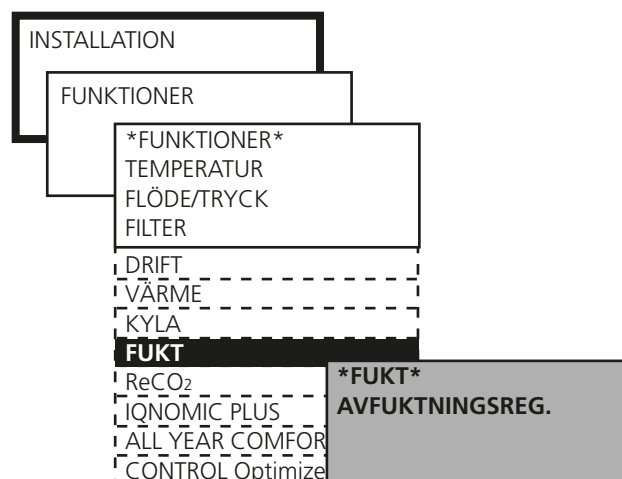 INSTALLATION
FUNKTIONER
*FUNKTIONER*
TEMPERATUR
FLÖDE/TRYCK
FILTER
DRIFT
VÄRME
KYLA
FUKT
ReCO₂
IQNOMIC PLUS
ALL YEAR COMFOR
CONTROL Optimize
*FUKT*
AVFUKTNINGSREG.